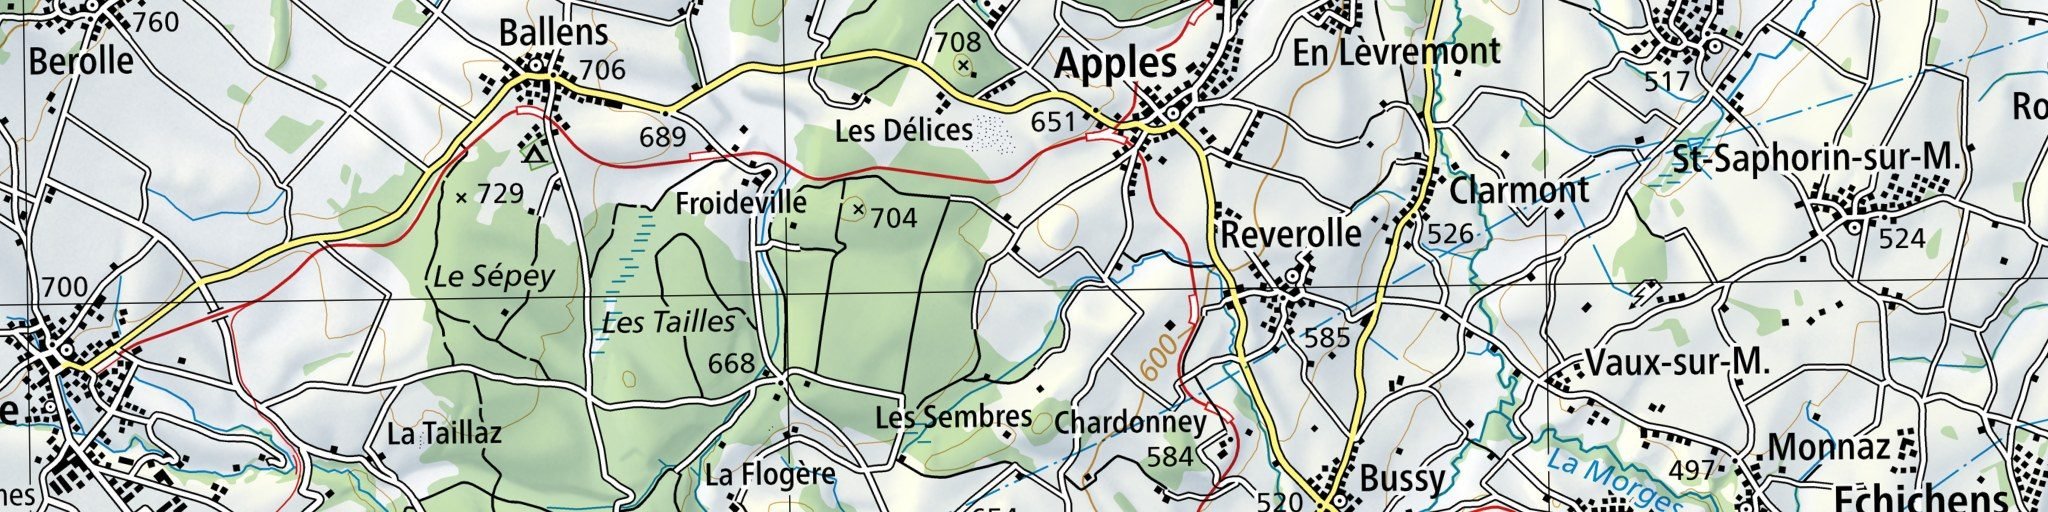 760
Berolle
Ballens
706
708
Apples
En Lèvremont
517
Ro
689
Les Délices
651
St-Saphorin-sur-M.
729
Froideville
704
Clarmont
526
Reverolle
524
Le Sépey
700
Les Tailles
668
600
585
Vaux-sur-M.
e
La Taillaz
Les Sembres
Chardonney
584
La Flogère
Bussy
520
La Morges
497
Monnaz
Echichens
nes
654